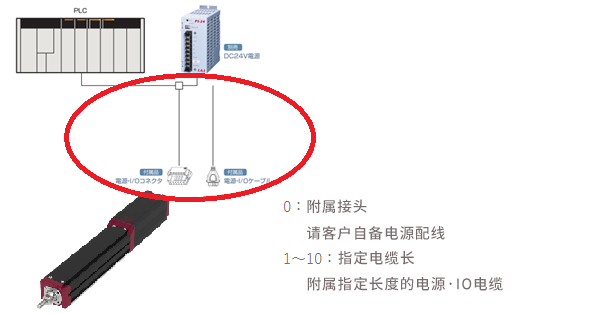 PLC
別売
DC24V電源
付属品
電源・I/Oコネクタ
付属品
電源・I/Oケーブル
0：附属接头
请客户自备电源配线
1～10：指定电缆长
附属指定长度的电源·IO电缆